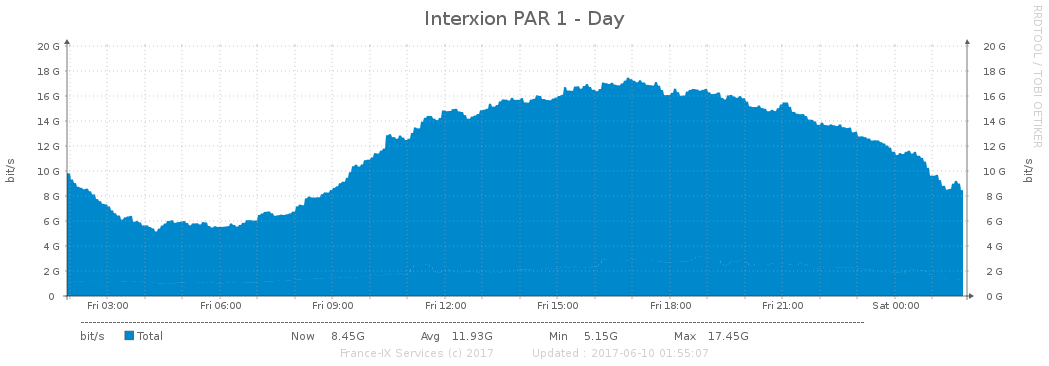 Interxion PAR 1 - Day
RRDTOOL / TOBI OETIKER
20 G 20 G
18 G 18 G
16 G 16 G
14 G 14 G
12 G 12 G
10 G 10 G
8 G 8 G
6 G 6 G
4 G 4 G
2 G 2 G
0 0 G
bit/s
bit/s
Fri 03:00 Fri 06:00 Fri 09:00 Fri 12:00 Fri 15:00 Fri 18:00 Fri 21:00 Sat 00:00
bit/s Total Now 8.45G Avg 11.93G Min 5.15G Max 17.45G
France-IX Services (c) 2017 Updated : 2017-06-10 01:55:07